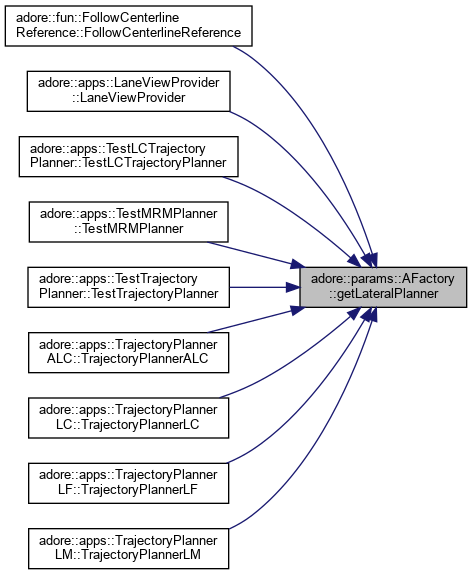 adore::fun::FollowCenterline
Reference::FollowCenterlineReference
adore::apps::LaneViewProvider
::LaneViewProvider
adore::apps::TestLCTrajectory
Planner::TestLCTrajectoryPlanner
adore::apps::TestMRMPlanner
::TestMRMPlanner
adore::apps::TestTrajectory
Planner::TestTrajectoryPlanner
adore::params::AFactory
::getLateralPlanner
adore::apps::TrajectoryPlanner
ALC::TrajectoryPlannerALC
adore::apps::TrajectoryPlanner
LC::TrajectoryPlannerLC
adore::apps::TrajectoryPlanner
LF::TrajectoryPlannerLF
adore::apps::TrajectoryPlanner
LM::TrajectoryPlannerLM